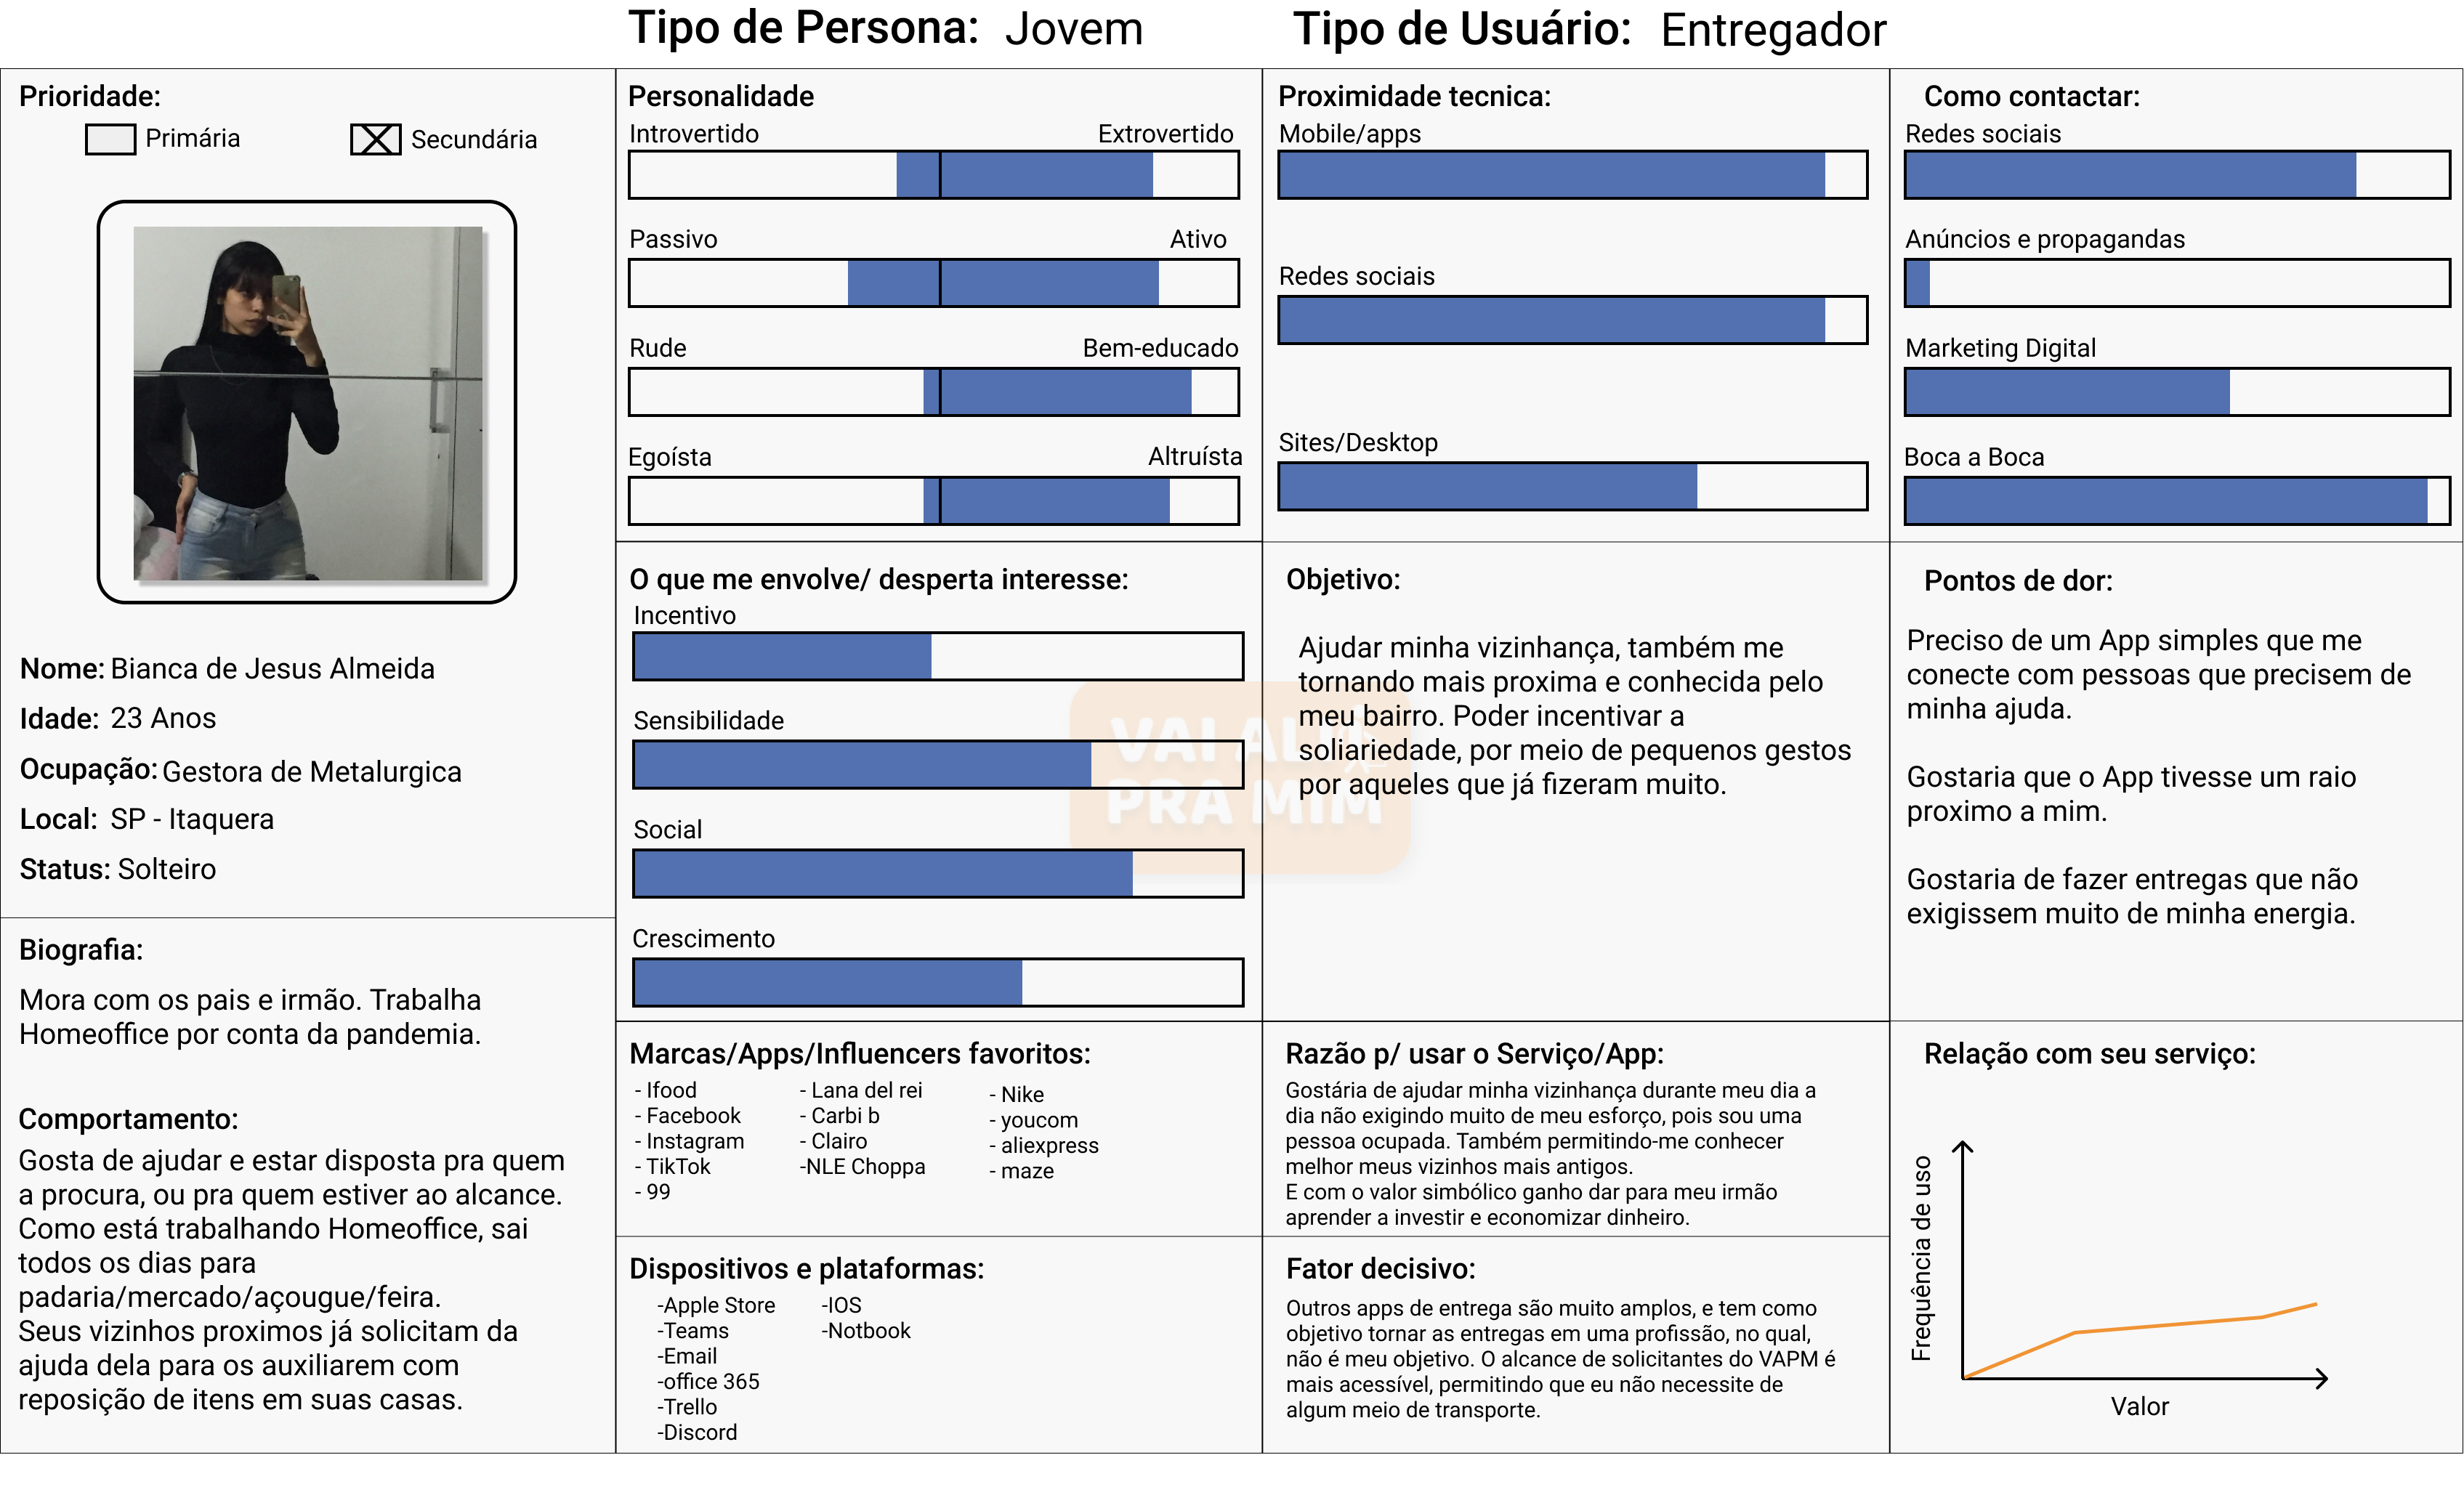 Tipo de Persona: Jovem
Tipo de Usuário: Entregador
Prioridade:
Primária
Secundária
Nome: Bianca de Jesus Almeida
Idade: 23 Anos
Ocupação: Gestora de Metalurgica
Local: SP - Itaquera
Status: Solteiro
Biografia:
Mora com os pais e irmão. Trabalha
Homeoffice por conta da pandemia.
Comportamento:
Gosta de ajudar e estar disposta pra quem
a procura, ou pra quem estiver ao alcance.
Como está trabalhando Homeoffice, sai
todos os dias para
padaria/mercado/açougue/feira.
Seus vizinhos proximos já solicitam da
ajuda dela para os auxiliarem com
reposição de itens em suas casas.
Personalidade
Introvertido Extrovertido
Passivo Ativo
Rude Bem-educado
Egoísta Altruísta
O que me envolve/ desperta interesse:
Incentivo
Sensibilidade
Social
Crescimento
Marcas/Apps/Influencers favoritos:
- Ifood
- Facebook
- Instagram
- TikTok
- 99
- Lana del rei
- Carbi b
- Clairo
-NLE Choppa
- Nike
- youcom
- aliexpress
- maze
Dispositivos e plataformas:
-Apple Store
-Teams
-Email
-office 365
-Trello
-Discord
-IOS
-Notbook
Proximidade tecnica:
Mobile/apps
Redes sociais
Sites/Desktop
Objetivo:
Ajudar minha vizinhança, também me
tornando mais proxima e conhecida pelo
meu bairro. Poder incentivar a
soliariedade, por meio de pequenos gestos
por aqueles que já fizeram muito.
VAI ALI
PRA MIM
Razão p/ usar o Serviço/App:
Gostária de ajudar minha vizinhança durante meu dia a
dia não exigindo muito de meu esforço, pois sou uma
pessoa ocupada. Também permitindo-me conhecer
melhor meus vizinhos mais antigos.
E com o valor simbólico ganho dar para meu irmão
aprender a investir e economizar dinheiro.
Fator decisivo:
Outros apps de entrega são muito amplos, e tem como
objetivo tornar as entregas em uma profissão, no qual,
não é meu objetivo. O alcance de solicitantes do VAPM é
mais acessível, permitindo que eu não necessite de
algum meio de transporte.
Como contactar:
Redes sociais
Anúncios e propagandas
Marketing Digital
Boca a Boca
Pontos de dor:
Preciso de um App simples que me
conecte com pessoas que precisem de
minha ajuda.
Gostaria que o App tivesse um raio
proximo a mim.
Gostaria de fazer entregas que não
exigissem muito de minha energia.
Relação com seu serviço:
Frequência de uso
Valor